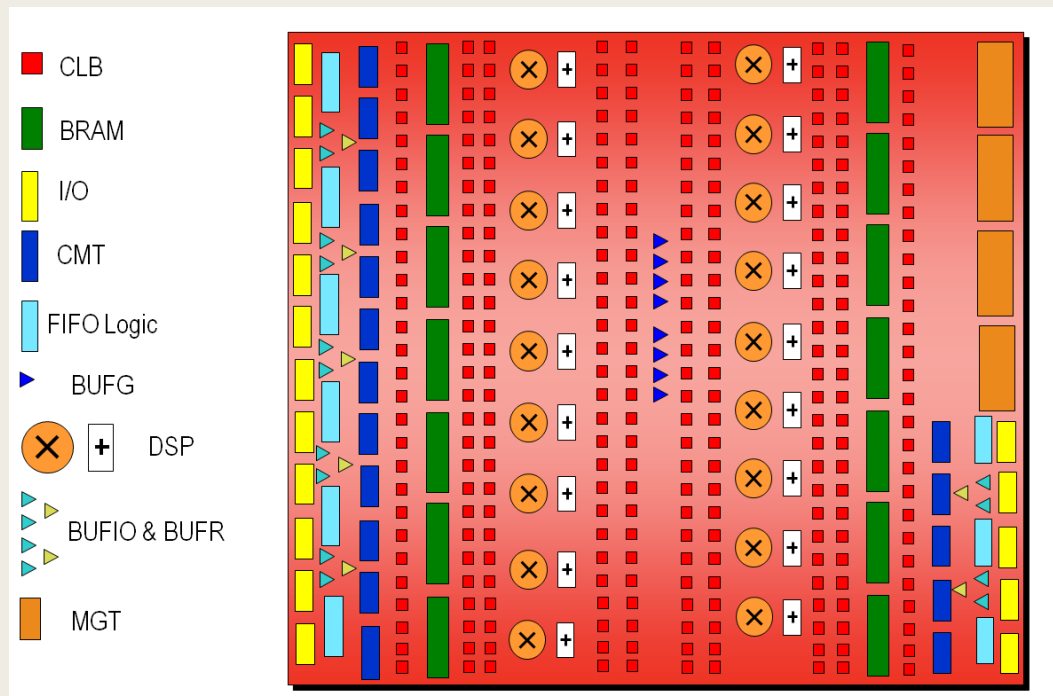 CLB
BRAM
I/O
CMT
FIFO Logic
BUFG
DSP
BUFIO & BUFR
MGT